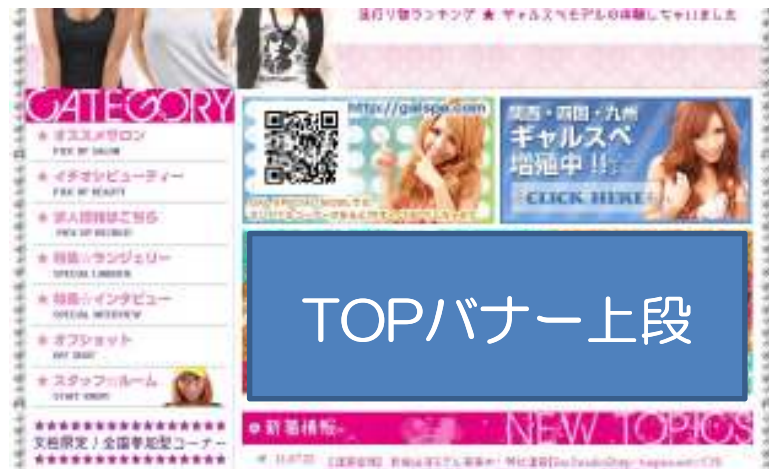 流行り物ランキング ★ ギャルスペモデルの体験しちゃいました
CATEGORY
★ オススメサロン
PICK UP SALON
★ イチオシビューティー
PICK UP BEAUTY
★ 求人情報はこちら
PICK UP RECRUIT
★ 特集☆ランジェリー
SPECIAL LINGERIE
★ 特集☆インタビュー
SPECIAL INTERVIEW
★ オフショット
OFF SHOT
★ スタッフ☆ルーム
STAFF ROOM
★★★★★★★★★★★★★★★
文検限定！全国参加型コーナー
★★★★★★★★★★★★★★★
http://galspe.com
関西・四国・九州
ギャルスペ
増殖中!!
CLICK HERE
TOPバナー上段
新着情報
NEW TOPICS